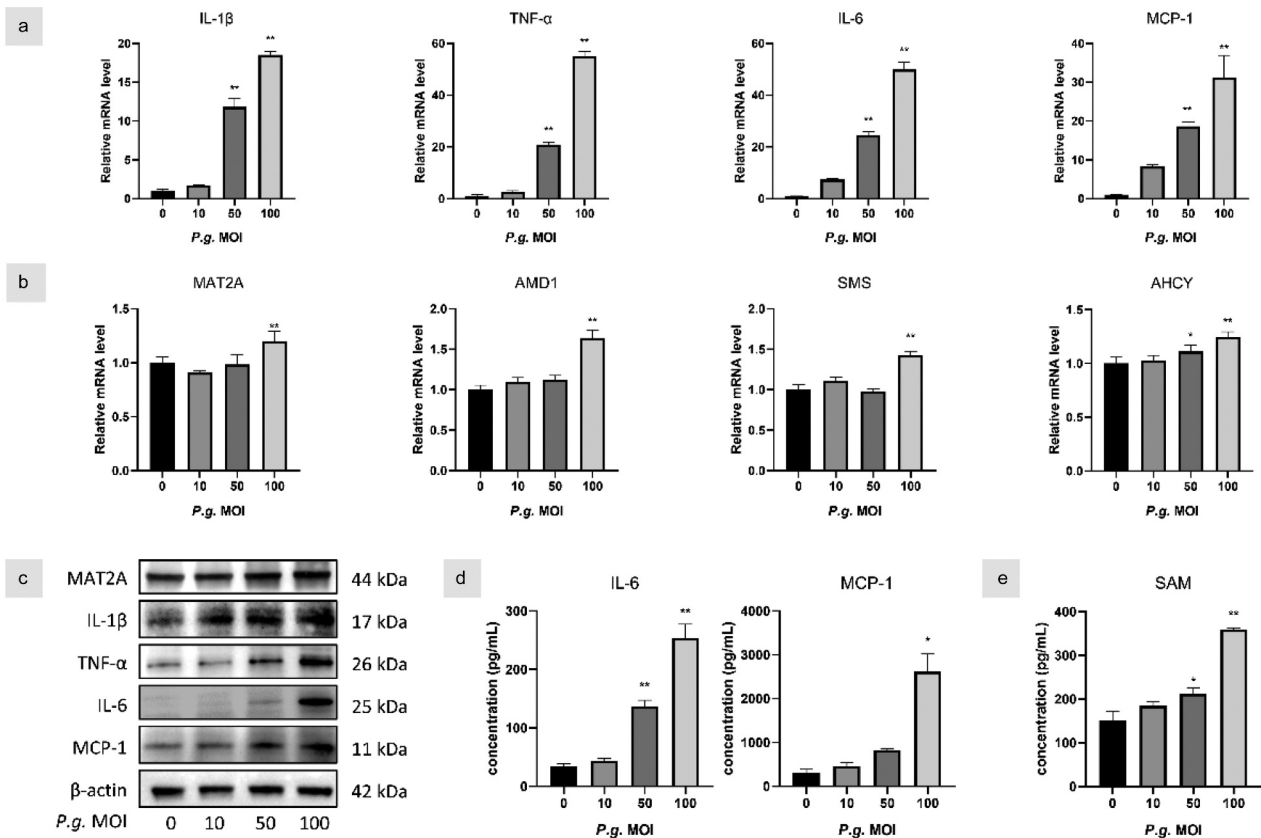 a
IL-1β
TNF-α
IL-6
MCP-1
Relative mRNA level
20
15
10
5
0
**
**
0 10 50 100
P.g. MOI
Relative mRNA level
60
40
20
0
**
**
0 10 50 100
P.g. MOI
Relative mRNA level
60
40
20
0
**
**
0 10 50 100
P.g. MOI
Relative mRNA level
40
30
20
10
0
**
**
0 10 50 100
P.g. MOI
b
MAT2A
AMD1
SMS
AHCY
Relative mRNA level
1.5
1.0
0.5
0.0
**
0 10 50 100
P.g. MOI
Relative mRNA level
2.0
1.5
1.0
0.5
0.0
**
0 10 50 100
P.g. MOI
Relative mRNA level
2.0
1.5
1.0
0.5
0.0
**
0 10 50 100
P.g. MOI
Relative mRNA level
1.5
1.0
0.5
0.0
*
**
0 10 50 100
P.g. MOI
c
MAT2A 44 kDa
IL-1β 17 kDa
TNF-α 26 kDa
IL-6 25 kDa
MCP-1 11 kDa
β-actin 42 kDa
P.g. MOI 0 10 50 100
d
IL-6
concentration (pg/mL)
300
200
100
0
**
**
0 10 50 100
P.g. MOI
MCP-1
concentration (pg/mL)
4000
3000
2000
1000
0
*
0 10 50 100
P.g. MOI
e
SAM
concentration (pg/mL)
400
300
200
100
0
*
**
0 10 50 100
P.g. MOI